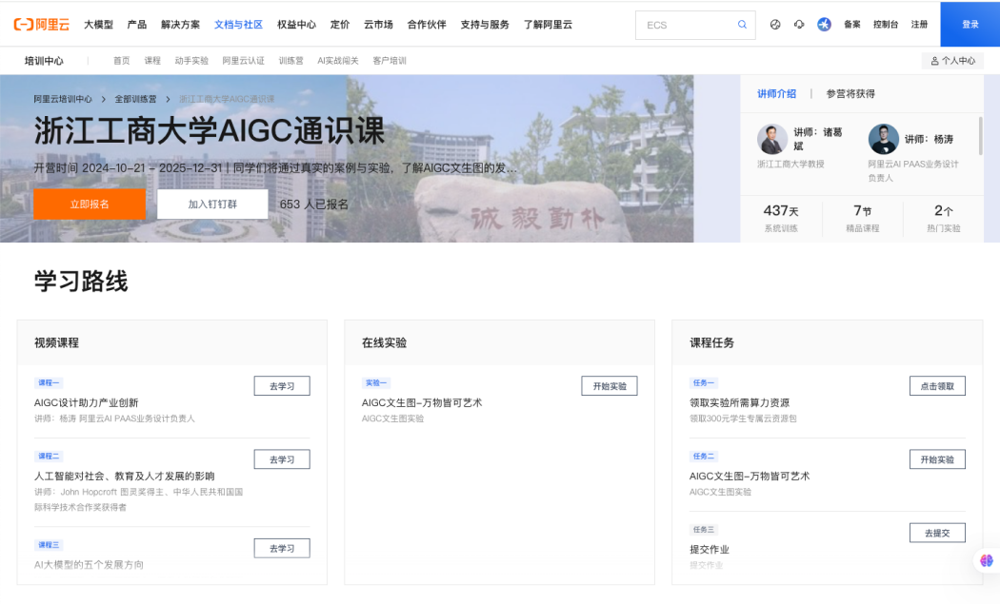 阿里云
大模型 产品 解决方案 文档与社区 权益中心 定价 云市场 合作伙伴 支持与服务 了解阿里云
ECS
备案 控制台 注册 登录
培训中心 首页 课程 动手实验 阿里云认证 训练营 AI实战闯关 客户培训
个人中心
阿里云培训中心 > 全部训练营 > 浙江工商大学AIGC通识课
浙江工商大学AIGC通识课
开营时间 2024-10-21 - 2025-12-31 | 同学们将通过真实的案例与实验，了解AIGC文生图的发...
立即报名 加入钉钉群 653 人已报名
诚毅勤朴
讲师介绍 | 参营将获得
讲师：诸葛斌
浙江工商大学教授
讲师：杨涛
阿里云AI PAAS业务设计负责人
437天 7节 2个
系统训练 精品课程 热门实验
学习路线
视频课程
课程一
AIGC设计助力产业创新
讲师：杨涛 阿里云AI PAAS业务设计负责人
去学习
课程二
人工智能对社会、教育及人才发展的影响
讲师：John Hopcroft 图灵奖得主、中华人民共和国国
际科学技术合作奖获得者
去学习
课程三
AI大模型的五个发展方向
去学习
在线实验
实验一
AIGC文生图-万物皆可艺术
AIGC文生图实验
开始实验
课程任务
任务一
领取实验所需算力资源
领取300元学生专属云资源包
点击领取
任务二
AIGC文生图-万物皆可艺术
AIGC文生图实验
开始实验
任务三
提交作业
提交作业
去提交